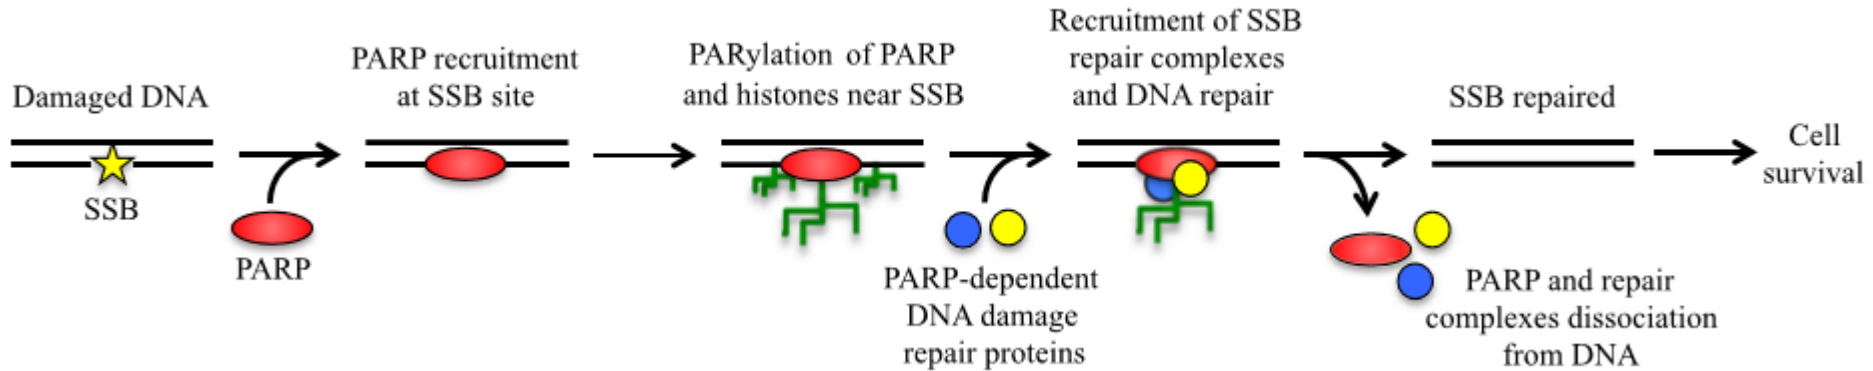 Damaged DNA
SSB
PARP
PARP recruitment
at SSB site
PARylation of PARP
and histones near SSB
PARP-dependent
DNA damage
repair proteins
Recruitment of SSB
repair complexes
and DNA repair
SSB repaired
PARP and repair
complexes dissociation
from DNA
Cell
survival